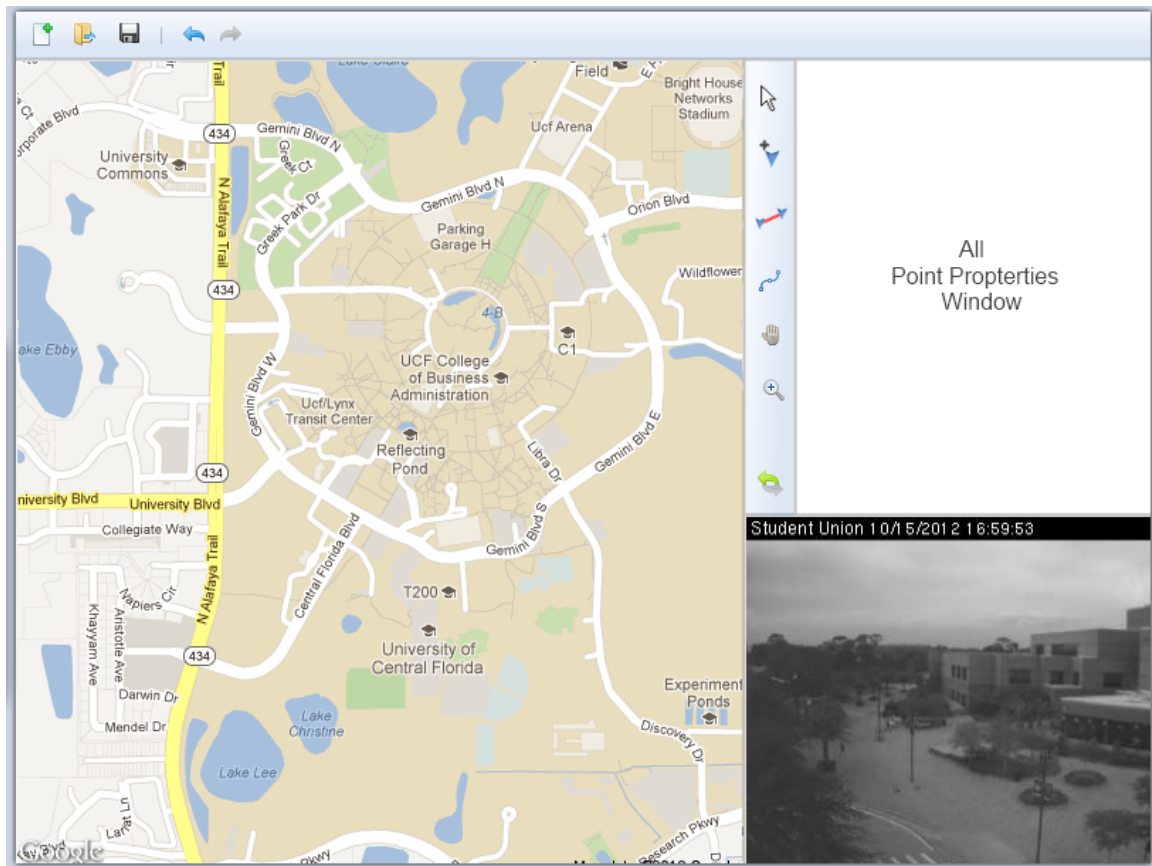 Trail
Lake Claire
Field
Bright House
Networks
Stadium
Ucf Arena
orporate Blvd
434
Gemini Blvd N
University
Commons
Greek Ct
N Alafaya Trail
Greek Park Dr
Gemini Blvd N
Orion Blvd
Parking
Garage H
All
Point Propterties
Window
Wildflower
434
4-B
ake Ebby
C1
UCF College
of Business
Administration
Gemini Blvd W
Ucf/Lynx
Transit Center
Reflecting
Pond
Libra Dr
Gemini Blvd E
434
niversity Blvd
University Blvd
Collegiate Way
Gemini Blvd S
Student Union 10/15/2012 16:59:53
N Alafaya Trail
Central Florida Blvd
Napiers Cir
Khayyam Ave
Aristotle Ave
T200
University of
Central Florida
434
Darwin Dr
Mendel Dr
Lake
Christine
Experiment
Ponds
Discovery Dr
Lake Lee
Research Pkwy
Pkwy
Google